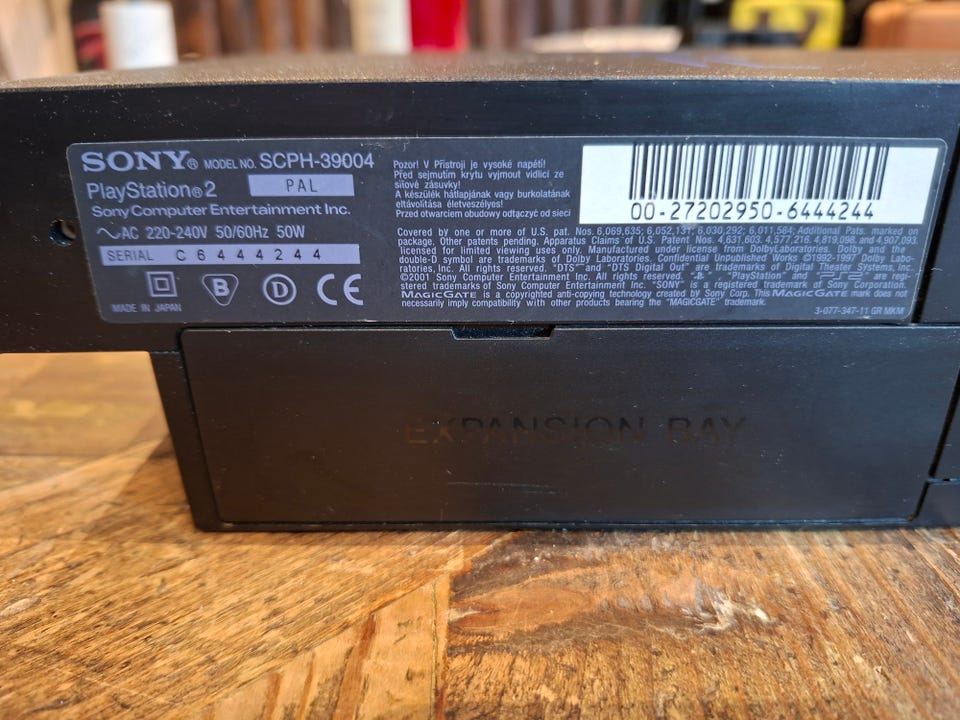 SONY® MODEL NO. SCPH-39004
PlayStation®2 PAL
Sony Computer Entertainment Inc.
AC 220-240V 50/60Hz 50W
SERIAL C6444244
B D CE
MADE IN JAPAN
Pozor! V Přístroji je vysoké napětí!
Před sejmutím krytu vyjmout vidlici ze
síťové zásuvky!
A készülék hátlapjának vagy burkolatának
eltávolítása életveszélyes!
Przed otwarciem obudowy odłączyć od sieci
00-27202950-6444244
Covered by one or more of U.S. pat. Nos. 6,069,635; 6,052,131; 6,030,292; 6,011,564; Additional Pats. marked on
package. Other patents pending. Apparatus Claims of U.S. Patent Nos. 4,631,603, 4,577,216, 4,819,098, and 4,907,093,
licensed for limited viewing uses only. Manufactured under license from DolbyLaboratories. Dolby and the
double-D symbol are trademarks of Dolby Laboratories. Confidential Unpublished Works ©1992-1997 Dolby Labo-
ratories, Inc. All rights reserved. "DTS" and "DTS Digital Out" are trademarks of Digital Theater Systems, inc.
©2001 Sony Computer Entertainment Inc. All rights reserved. and "PlayStation" and are regi-
stered trademarks of Sony Computer Entertainment Inc. "SONY" is a registered trademark of Sony Corporation.
MAGICGATE is a copyrighted anti-copying technology created by Sony Corp. This MAGICGATE mark does not
necessarily imply compatibility with other products bearing the "MAGICGATE" trademark.
3-077-347-11 GR MKM
EXPANSION BAY